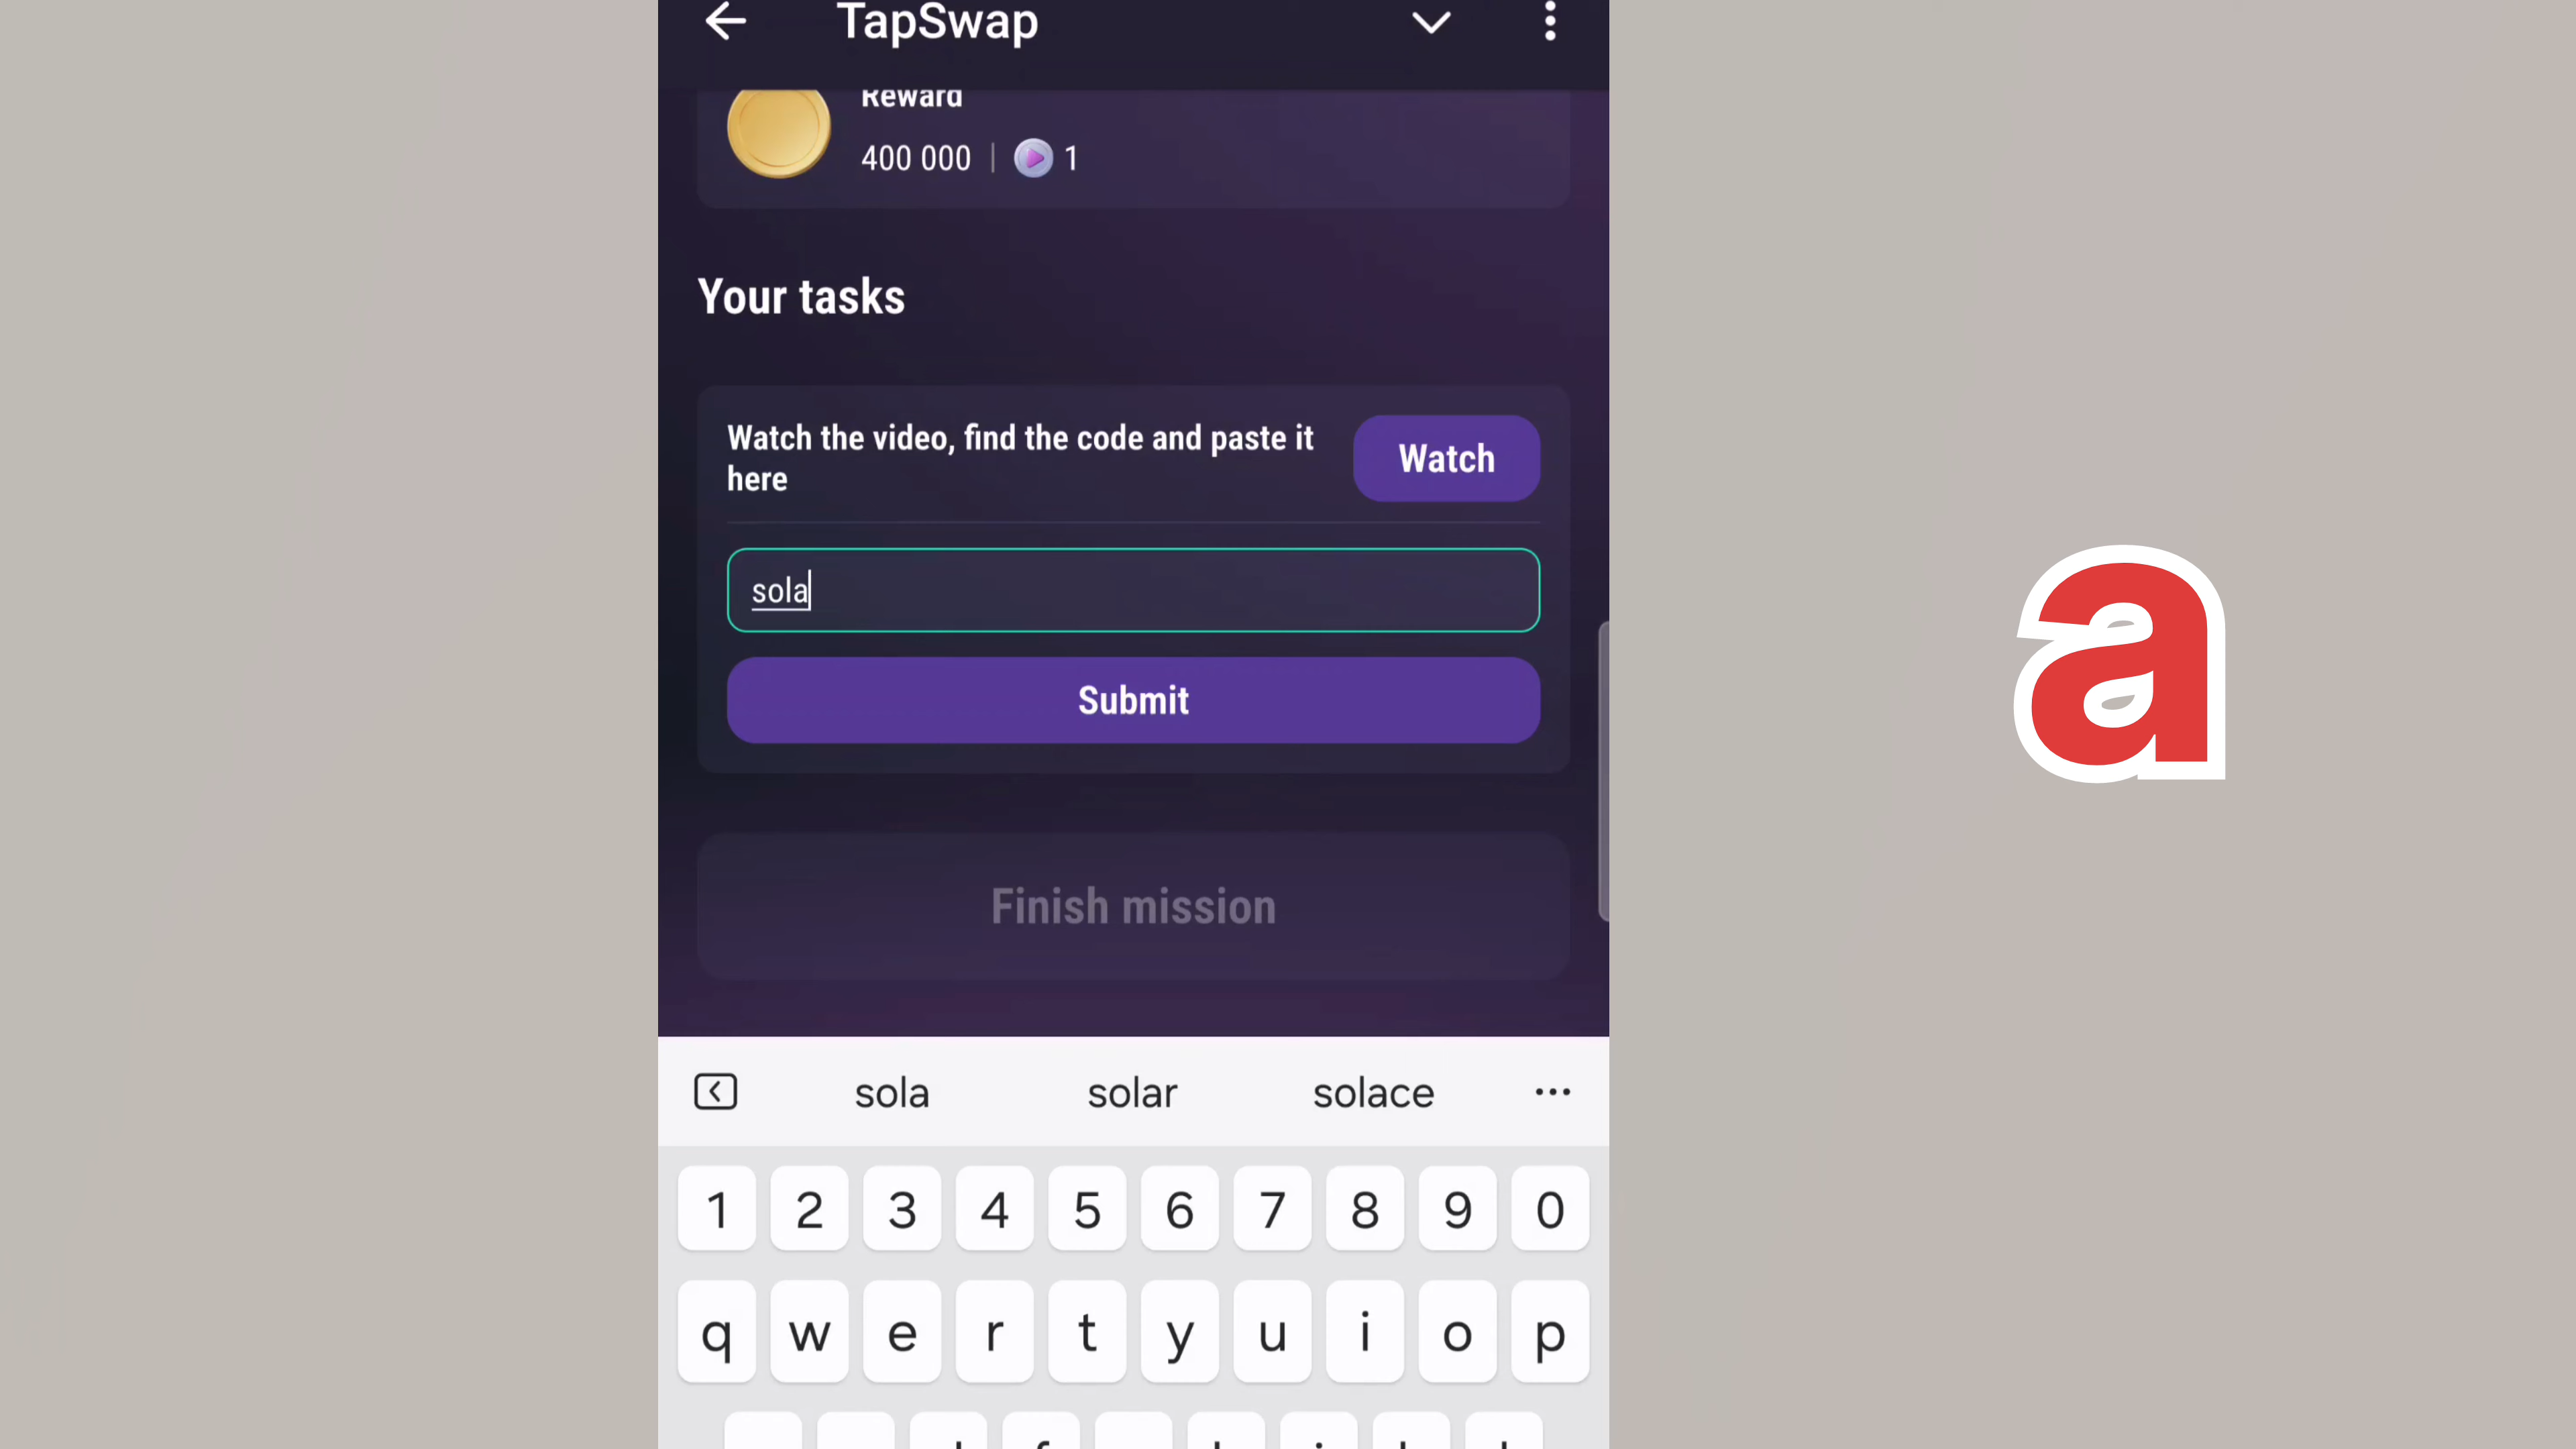 TapSwap
Reward
400 000 | 1
Your tasks
Watch the video, find the code and paste it
here
Watch
sola
a
Submit
Finish mission
sola solar solace
1 2 3 4 5 6 7 8 9 0
q w e r t y u i o p